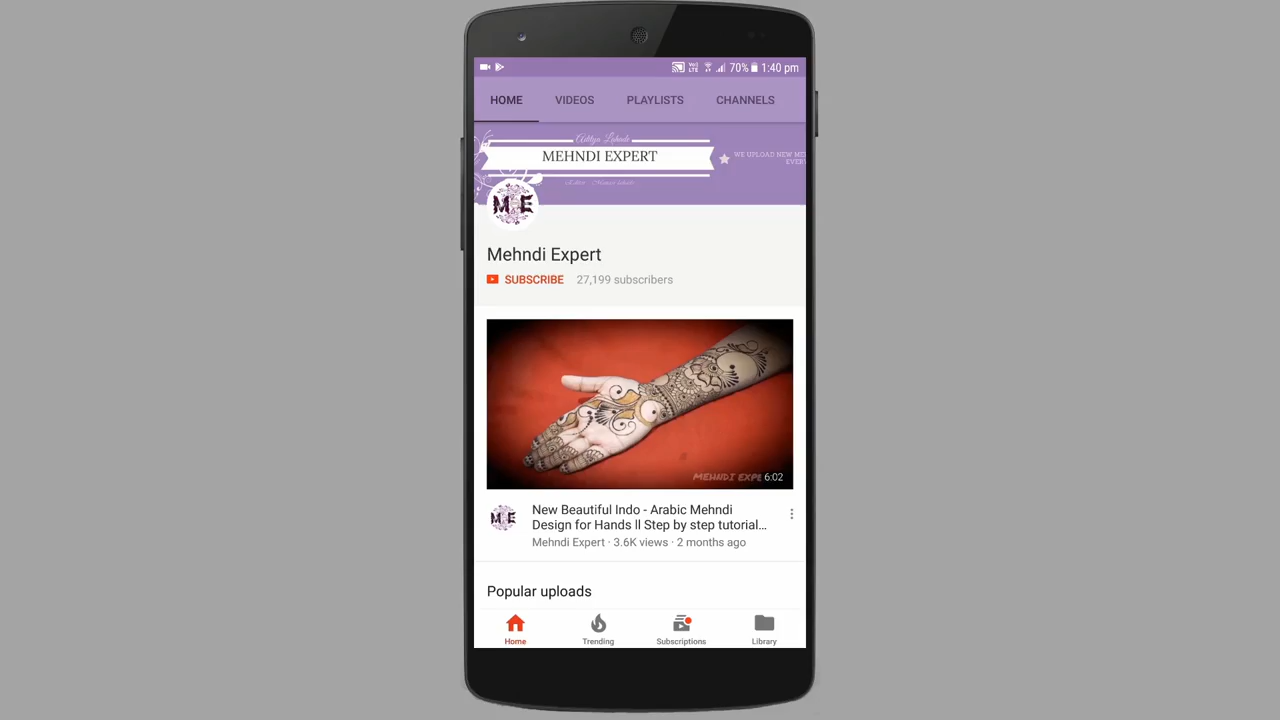 70% 1:40 pm
HOME VIDEOS PLAYLISTS CHANNELS
MEHNDI EXPERT
WE UPLOAD NEW
Mehndi Expert
SUBSCRIBE 27,199 subscribers
MEHNDI EXPE 6:02
M E
New Beautiful Indo - Arabic Mehndi
Design for Hands ll Step by step tutorial...
Mehndi Expert · 3.6K views · 2 months ago
Popular uploads
Home Trending Subscriptions Library